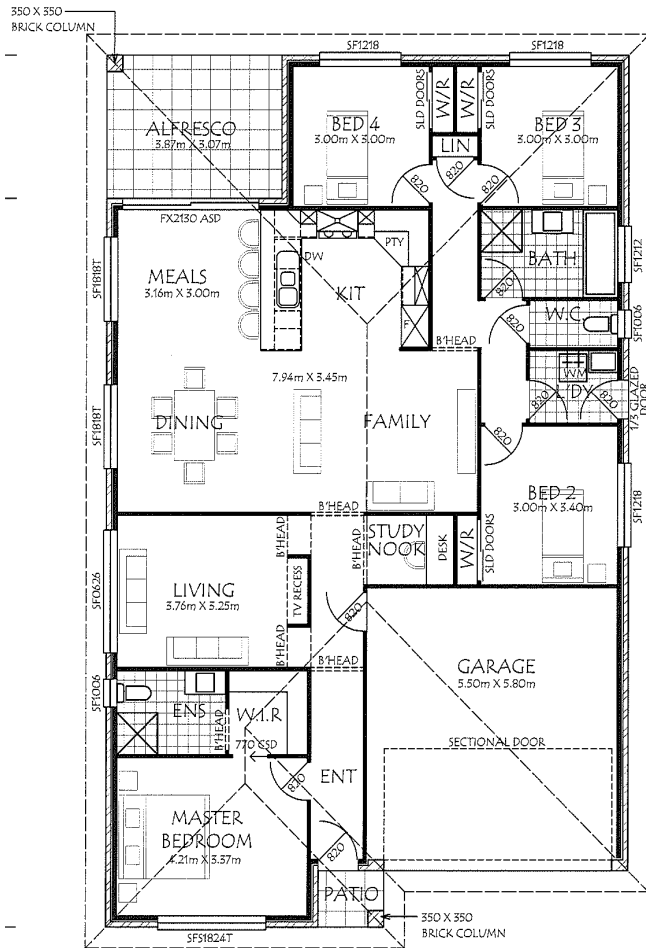 350 X 350
BRICK COLUMN
SF1218
SF1218
ALFRESCO
3.87m X 3.07m
BED 4
3.00m X 3.00m
SLD DOORS
W/R
W/R
SLD DOORS
BED 3
3.00m X 3.00m
LIN
820
820
820
FX2130 ASD
SF1818T
MEALS
3.16m X 3.00m
DW
KIT
PTY
F
BATH
820
SF1212
W.C
820
SF1006
B'HEAD
WM
L'DY
820
820
1/3 GLAZED
DOOR
7.94m X 3.45m
SF1818T
DINING
FAMILY
820
BED 2
3.00m X 3.40m
SF1218
B'HEAD
B'HEAD
B'HEAD
STUDY
NOOK
DESK
W/R
SLD DOORS
SF0626
LIVING
3.76m X 3.25m
TV RECESS
820
B'HEAD
B'HEAD
GARAGE
5.50m X 5.80m
SF1006
ENS
B'HEAD
W.I.R
770 CSD
SECTIONAL DOOR
ENT
820
MASTER
BEDROOM
4.21m X 3.37m
820
PATIO
350 X 350
BRICK COLUMN
SFS1824T